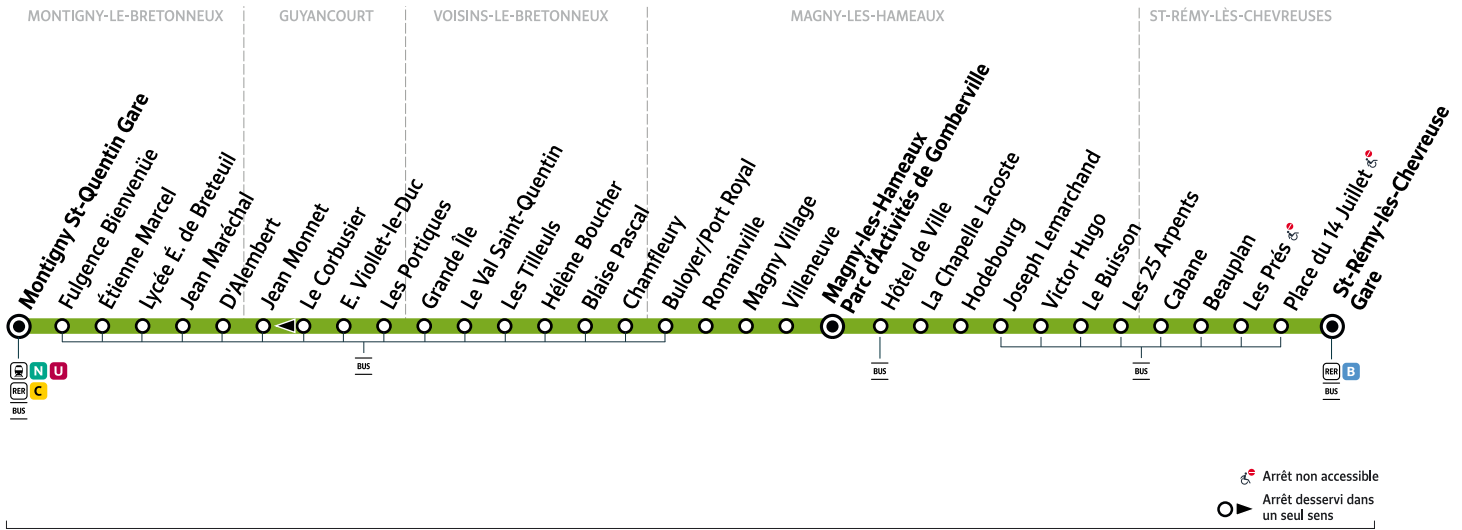 MONTIGNY-LE-BRETONNEUX
GUYANCOURT
VOISINS-LE-BRETONNEUX
MAGNY-LES-HAMEAUX
ST-RÉMY-LÈS-CHEVREUSES
Montigny St-Quentin Gare
Fulgence Bienvenüe
Étienne Marcel
Lycée É. de Breteuil
Jean Maréchal
D'Alembert
Jean Monnet
Le Corbusier
E. Viollet-le-Duc
Les Portiques
Grande Île
Le Val Saint-Quentin
Les Tilleuls
Hélène Boucher
Blaise Pascal
Chamfleury
Buloyer/Port Royal
Romainville
Magny Village
Villeneuve
Magny-les-Hameaux
Parc d'Activités de Gomberville
Hôtel de Ville
La Chapelle Lacoste
Hodebourg
Joseph Lemarchand
Victor Hugo
Le Buisson
Les 25 Arpents
Cabane
Beauplan
Les Prés
Place du 14 Juillet
St-Rémy-lès-Chevreuse
Gare
N U
RER C
BUS
BUS
BUS
BUS
RER B
BUS
Arrêt non accessible
Arrêt desservi dans
un seul sens